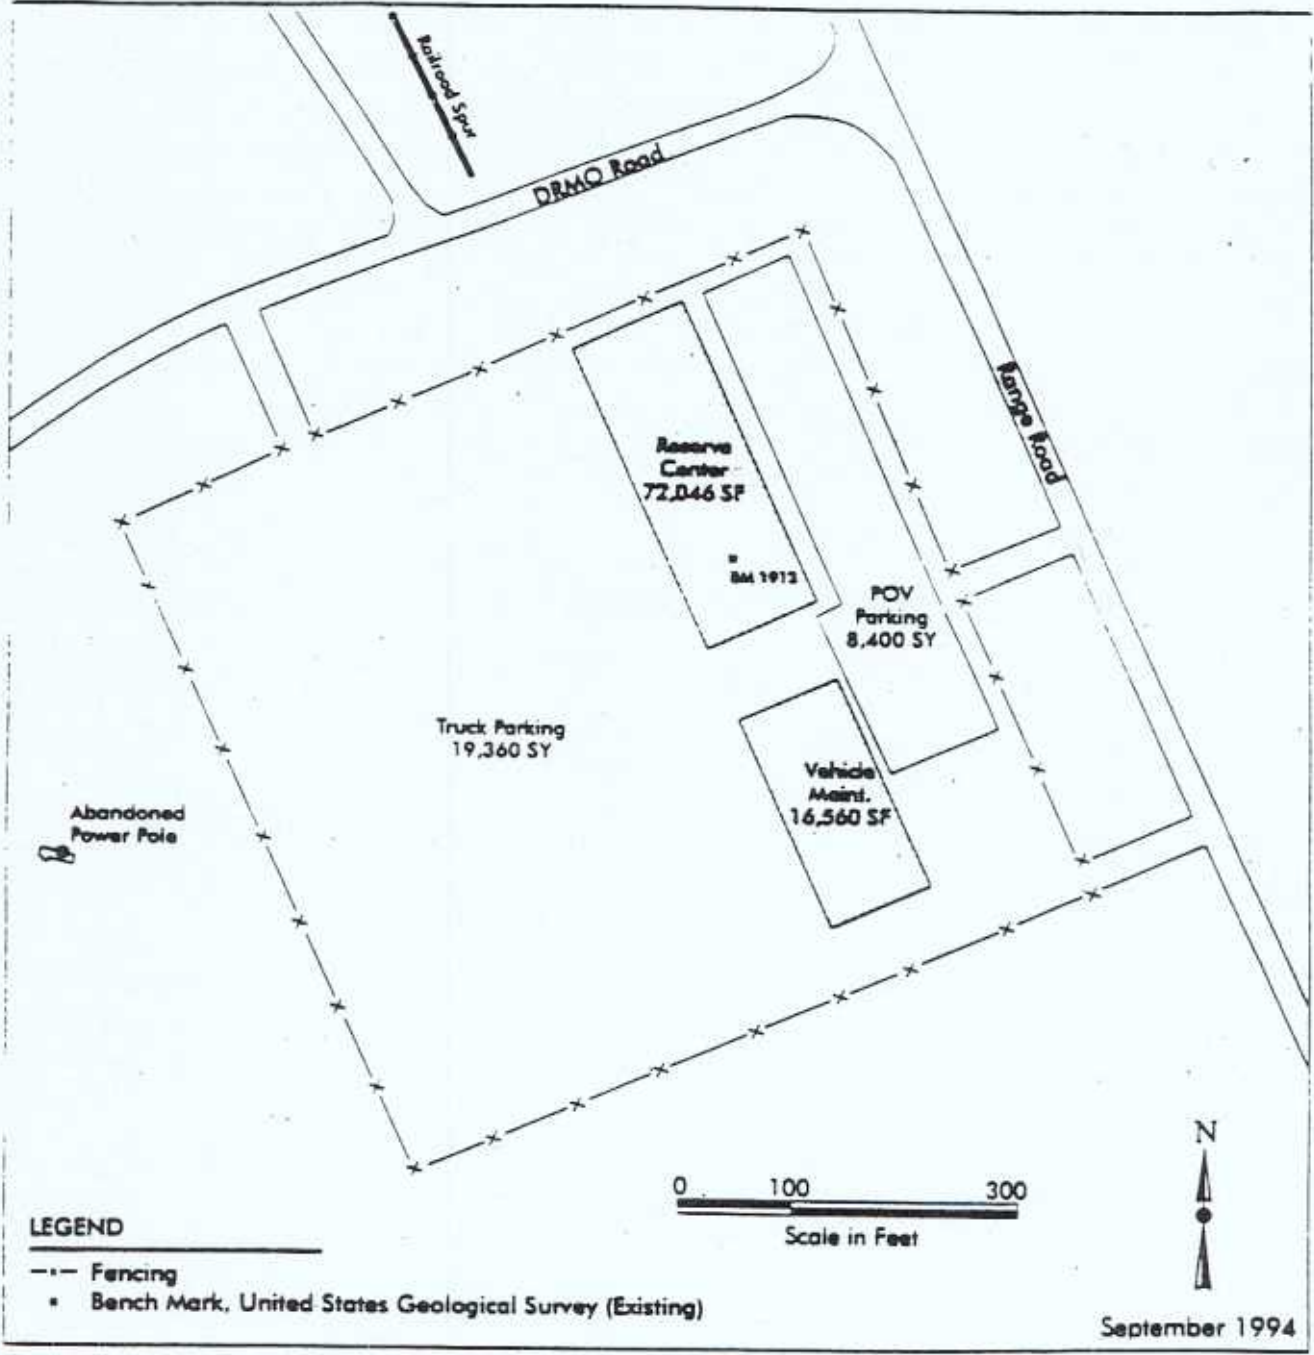 Railroad Spur
DRMO Road
Range Road
Reserve
Center
72,046 SF
BM 1912
POV
Parking
8,400 SY
Truck Parking
19,360 SY
Vehicle
Maint.
16,560 SF
Abandoned
Power Pole
N
0 100 300
Scale in Feet
LEGEND
Fencing
Bench Mark, United States Geological Survey (Existing)
September 1994